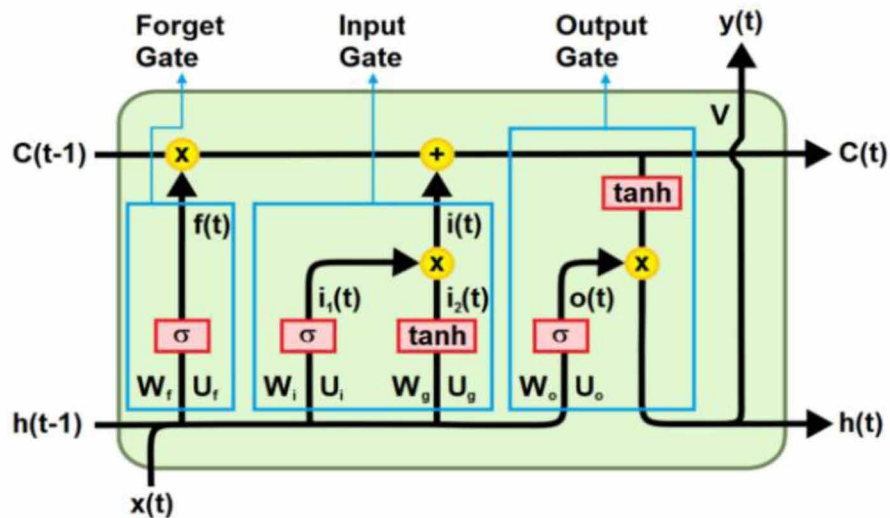 Forget Gate
Input Gate
Output Gate
y(t)
V
C(t-1)
x
+
C(t)
tanh
f(t)
i(t)
x
x
i₁(t)
i₂(t)
o(t)
σ
σ
tanh
σ
W_f U_f
W_i U_i
W_g U_g
W_o U_o
h(t-1)
h(t)
x(t)